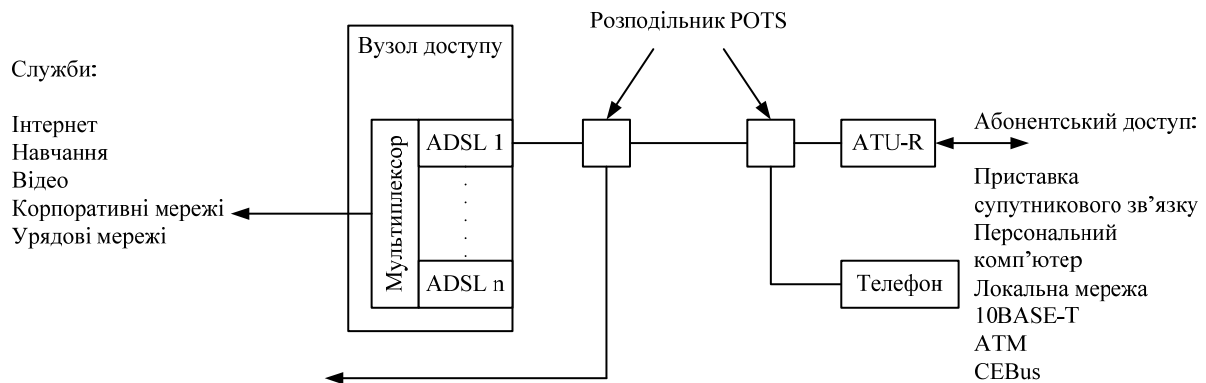 Розподільник POTS
Вузол доступу
Служби:
Інтернет
Навчання
Відео
Корпоративні мережі
Урядові мережі
Мультиплексор
ADSL 1
ADSL n
ATU-R
Телефон
Абонентський доступ:
Приставка
супутникового зв’язку
Персональний
комп’ютер
Локальна мережа
10BASE-T
ATM
CEBus